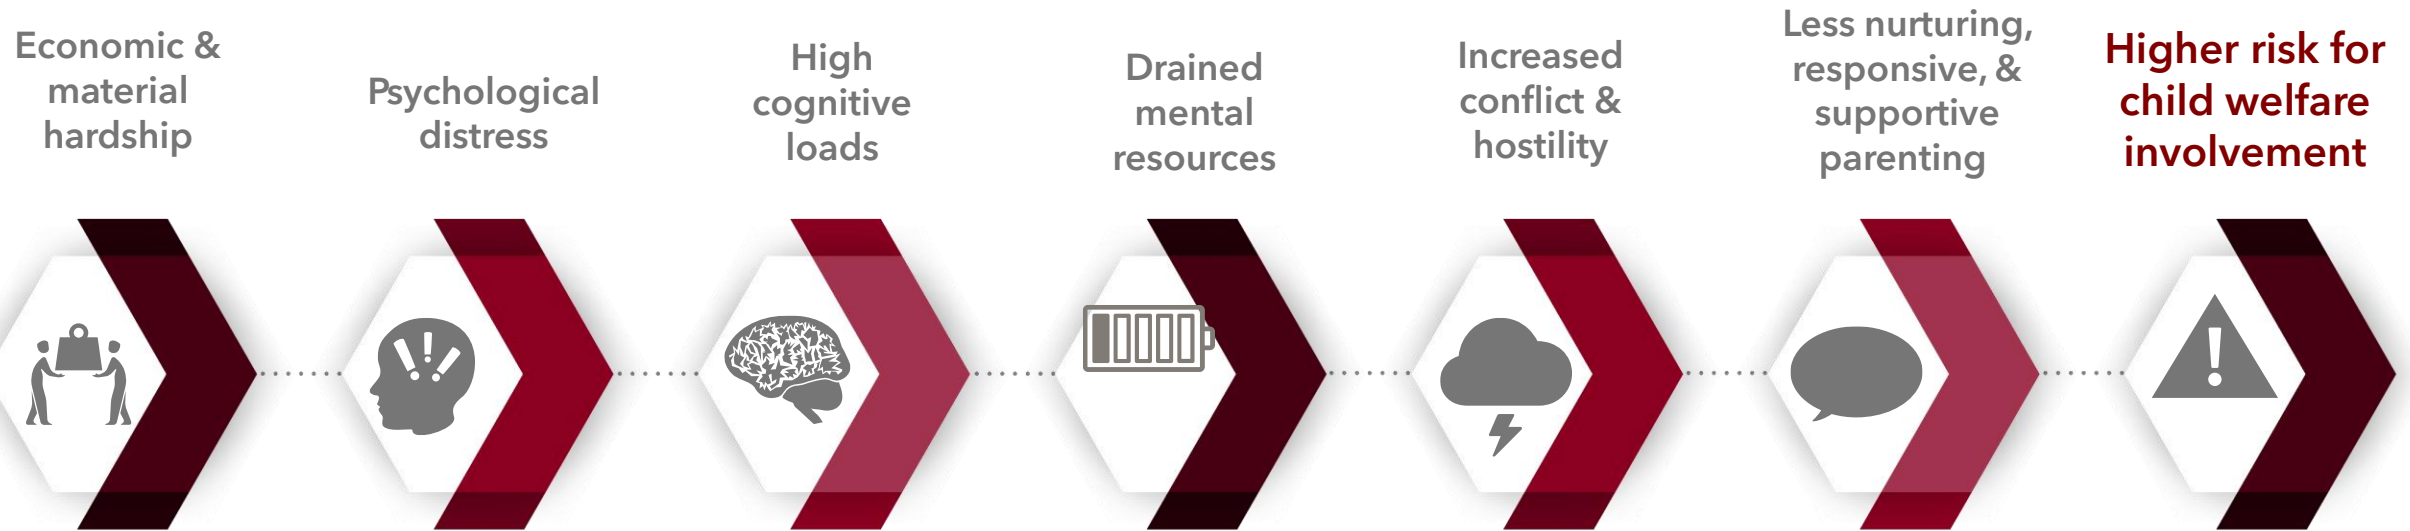 Economic &
material
hardship
Psychological
distress
High
cognitive
loads
Drained
mental
resources
Increased
conflict &
hostility
Less nurturing,
responsive, &
supportive
parenting
Higher risk for
child welfare
involvement